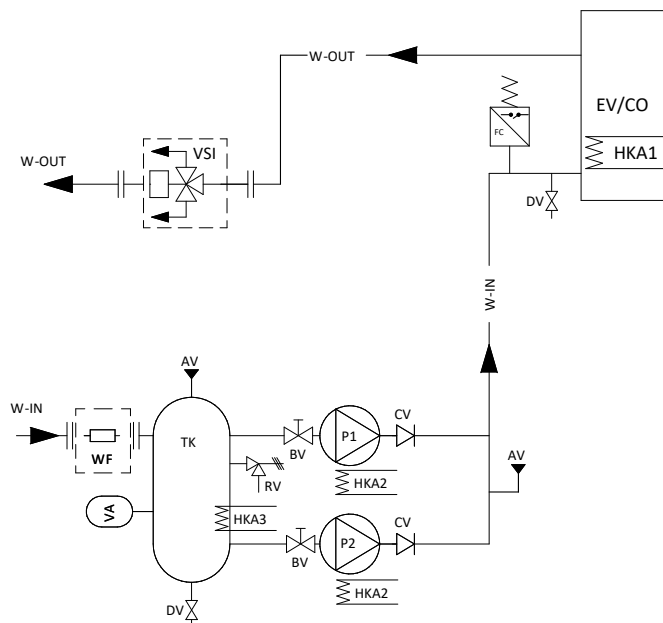 W-OUT
EV/CO
FC
VSI
HKA1
W-OUT
DV
W-IN
AV
W-IN
CV
TK
P1
WF
BV
AV
HKA2
RV
VA
HKA3
CV
P2
BV
HKA2
DV